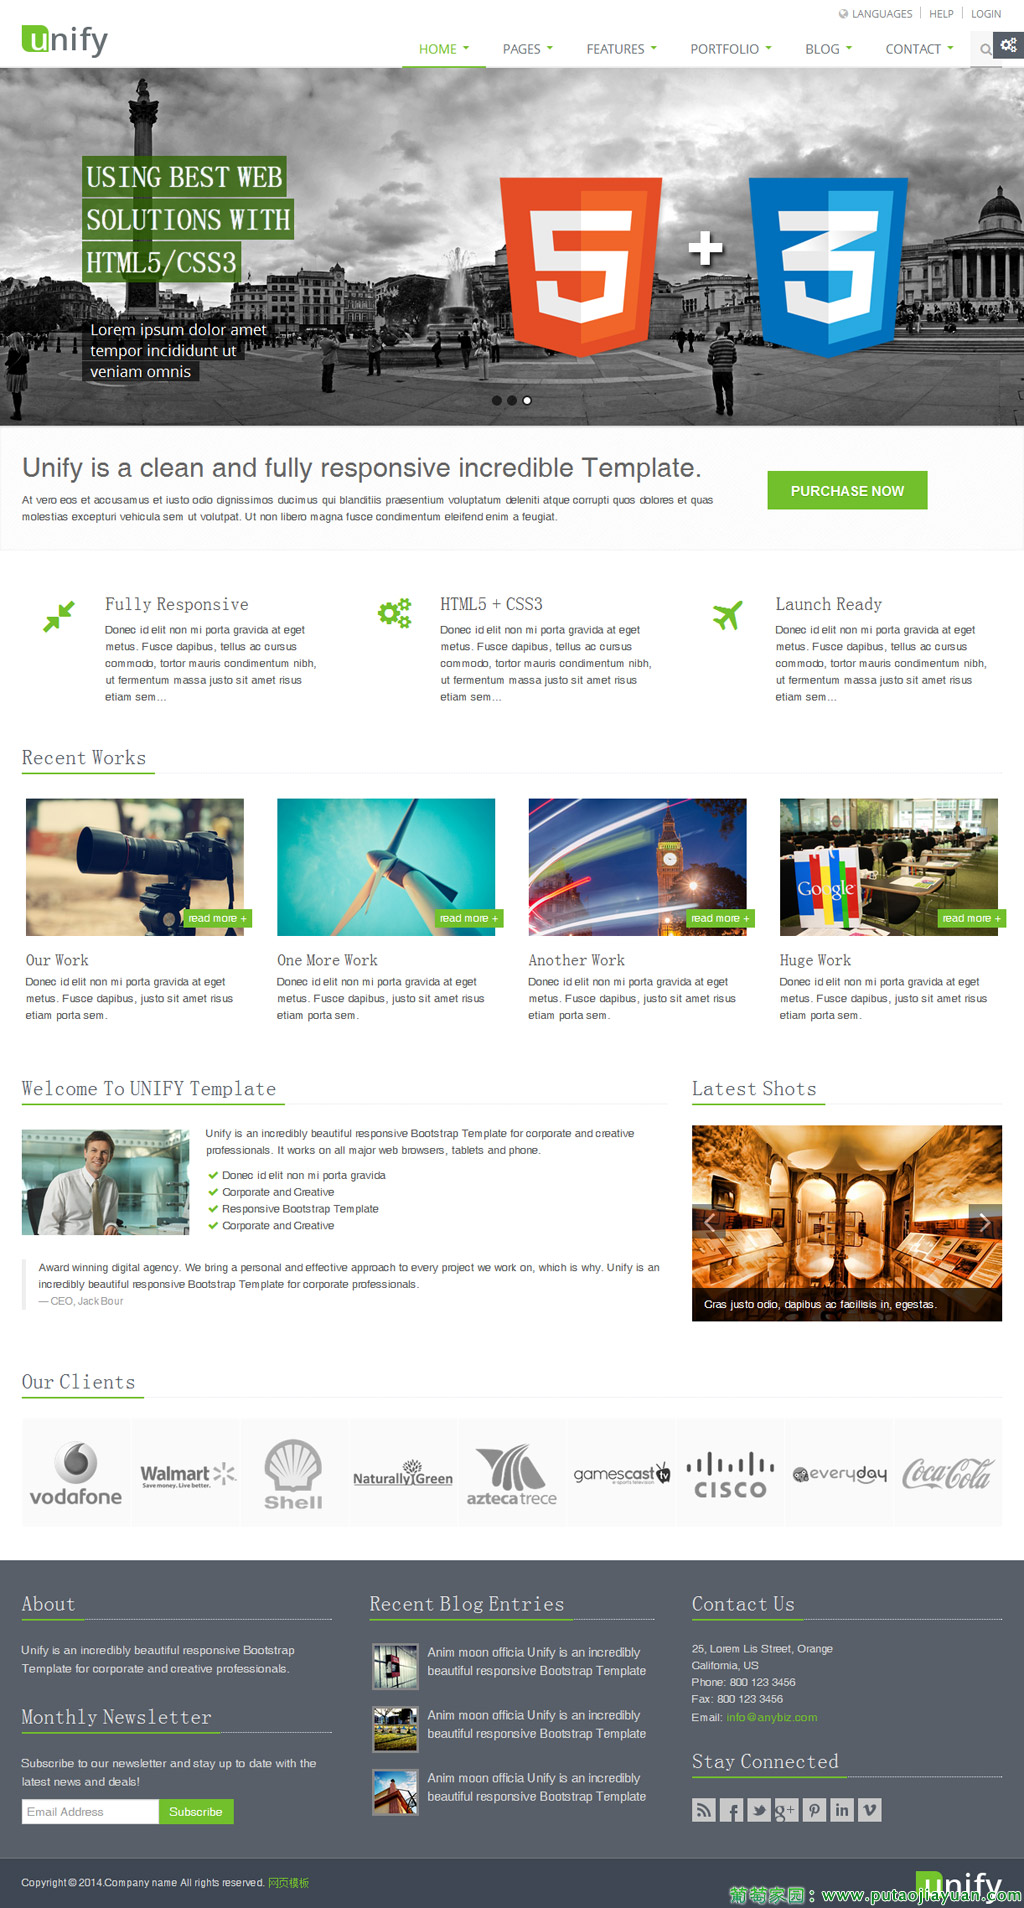 LANGUAGES | HELP | LOGIN
unify
HOME PAGES FEATURES PORTFOLIO BLOG CONTACT
USING BEST WEB
SOLUTIONS WITH
HTML5/CSS3
5 + 3
Lorem ipsum dolor amet
tempor incididunt ut
veniam omnis
Unify is a clean and fully responsive incredible Template.
At vero eos et accusamus et iusto odio dignissimos ducimus qui blanditiis praesentium voluptatum deleniti atque corrupti quos dolores et quas
molestias excepturi vehicula sem ut volutpat. Ut non libero magna fusce condimentum eleifend enim a feugiat.
PURCHASE NOW
Fully Responsive
Donec id elit non mi porta gravida at eget
metus. Fusce dapibus, tellus ac cursus
commodo, tortor mauris condimentum nibh,
ut fermentum massa justo sit amet risus
etiam sem...
HTML5 + CSS3
Donec id elit non mi porta gravida at eget
metus. Fusce dapibus, tellus ac cursus
commodo, tortor mauris condimentum nibh,
ut fermentum massa justo sit amet risus
etiam sem...
Launch Ready
Donec id elit non mi porta gravida at eget
metus. Fusce dapibus, tellus ac cursus
commodo, tortor mauris condimentum nibh,
ut fermentum massa justo sit amet risus
etiam sem...
Recent Works
read more +
Our Work
Donec id elit non mi porta gravida at eget
metus. Fusce dapibus, justo sit amet risus
etiam porta sem.
read more +
One More Work
Donec id elit non mi porta gravida at eget
metus. Fusce dapibus, justo sit amet risus
etiam porta sem.
read more +
Another Work
Donec id elit non mi porta gravida at eget
metus. Fusce dapibus, justo sit amet risus
etiam porta sem.
Google
read more +
Huge Work
Donec id elit non mi porta gravida at eget
metus. Fusce dapibus, justo sit amet risus
etiam porta sem.
Welcome To UNIFY Template
Unify is an incredibly beautiful responsive Bootstrap Template for corporate and creative
professionals. It works on all major web browsers, tablets and phone.
Donec id elit non mi porta gravida
Corporate and Creative
Responsive Bootstrap Template
Corporate and Creative
Award winning digital agency. We bring a personal and effective approach to every project we work on, which is why. Unify is an
incredibly beautiful responsive Bootstrap Template for corporate professionals.
— CEO, Jack Bour
Latest Shots
Cras justo odio, dapibus ac facilisis in, egestas.
Our Clients
vodafone
Walmart
Save money. Live better.
Shell
Naturally Green
azteca trece
gamescast tv
e-sports television
CISCO
everyday
Coca-Cola
About
Unify is an incredibly beautiful responsive Bootstrap
Template for corporate and creative professionals.
Monthly Newsletter
Subscribe to our newsletter and stay up to date with the
latest news and deals!
Email Address
Subscribe
Recent Blog Entries
Anim moon officia Unify is an incredibly
beautiful responsive Bootstrap Template
Anim moon officia Unify is an incredibly
beautiful responsive Bootstrap Template
Anim moon officia Unify is an incredibly
beautiful responsive Bootstrap Template
Contact Us
25, Lorem Lis Street, Orange
California, US
Phone: 800 123 3456
Fax: 800 123 3456
Email: info@anybiz.com
Stay Connected
f g+ in V
Copyright © 2014.Company name All rights reserved. 网页模板
unify
葡萄家园：www.putaojiayuan.com